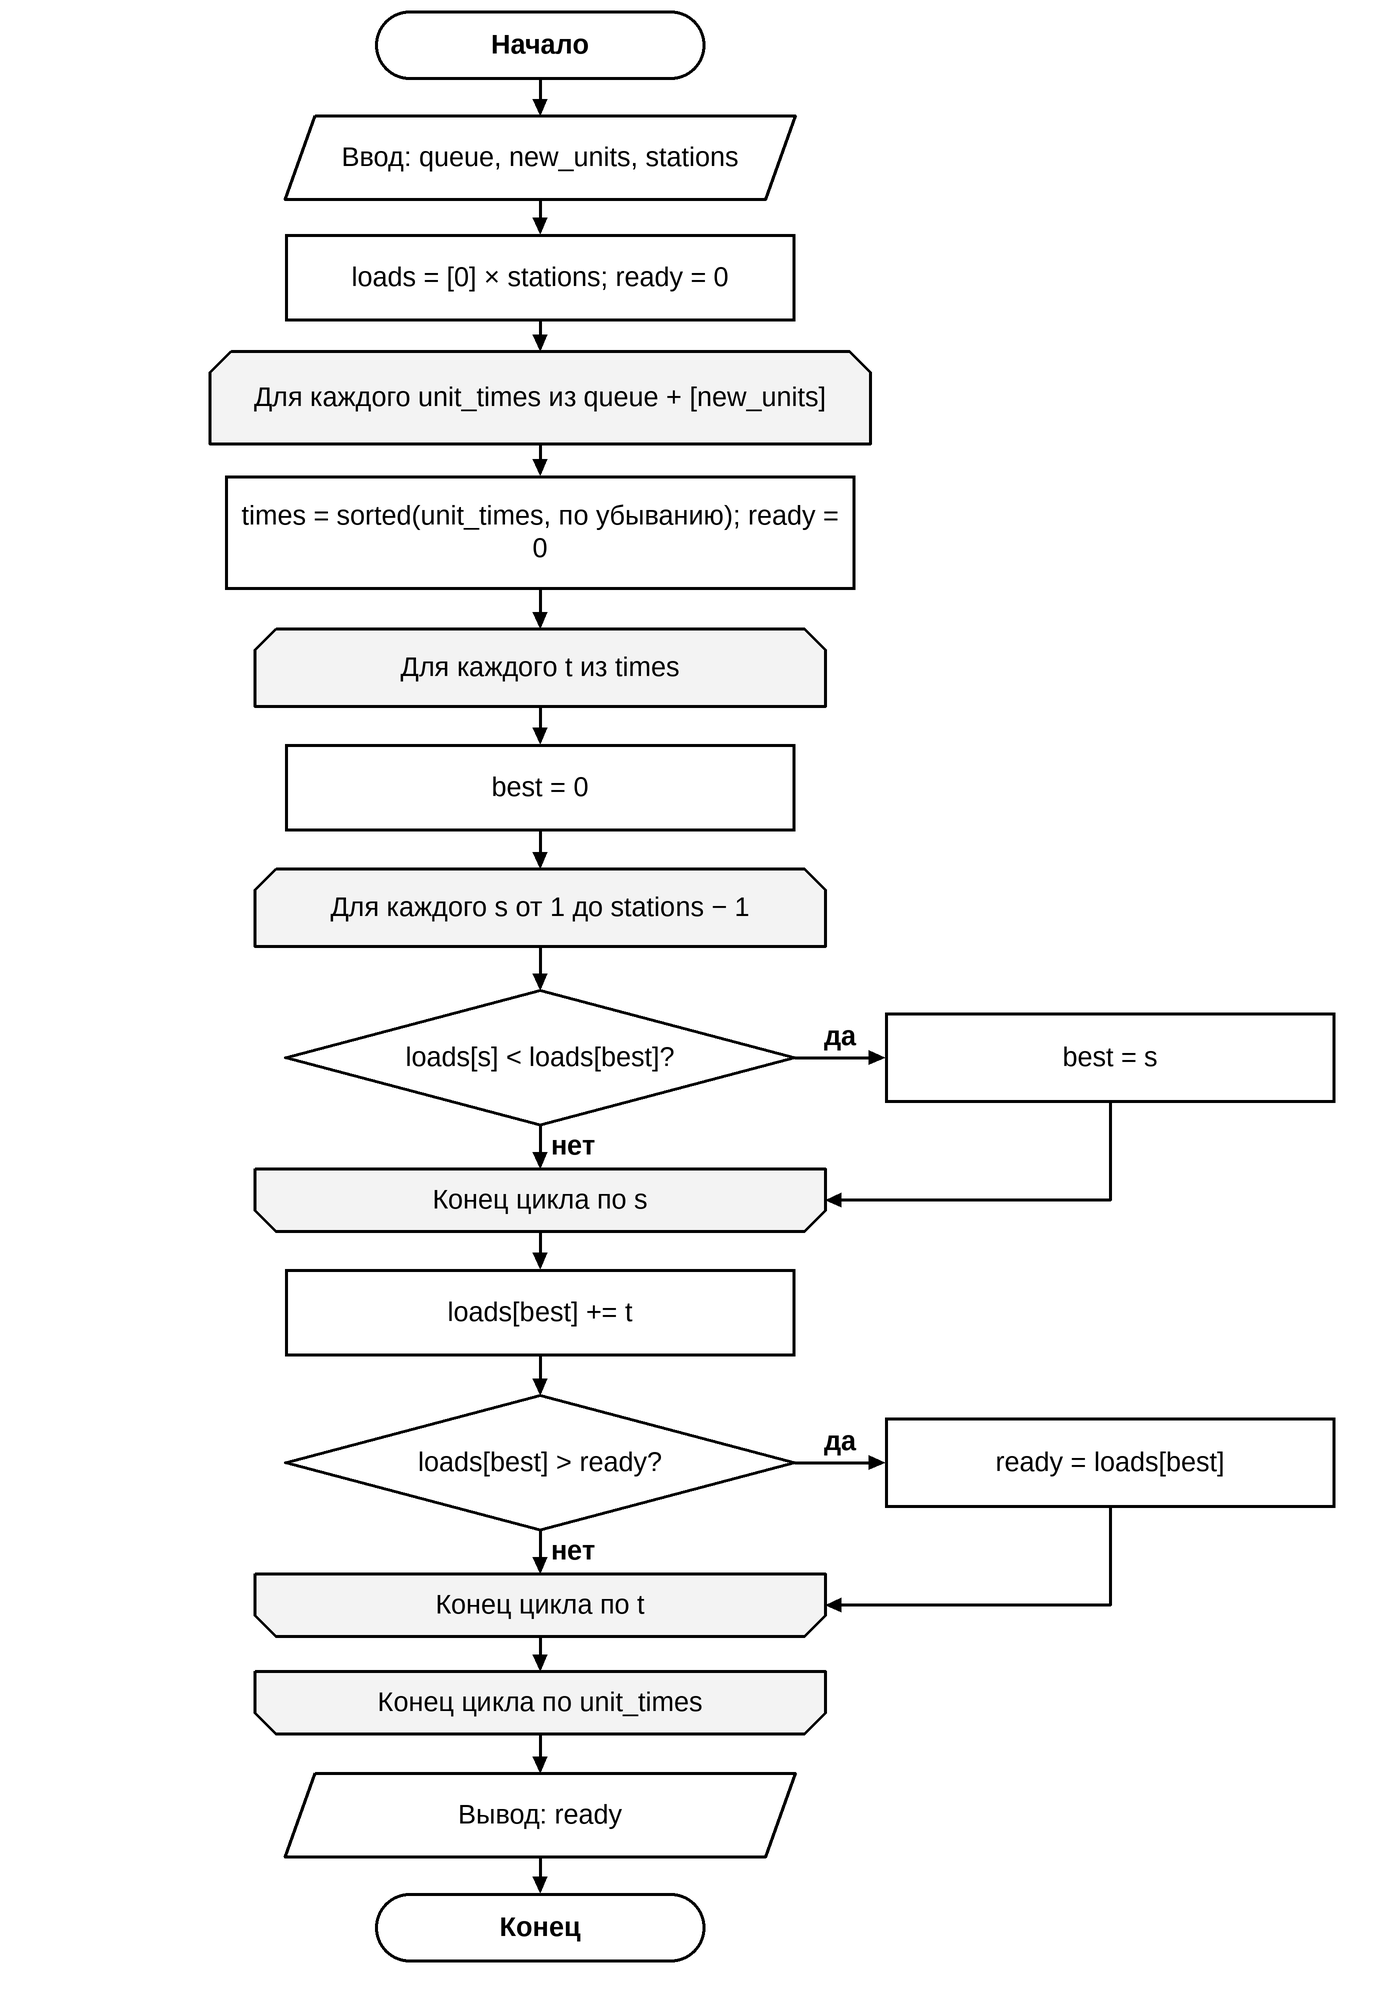 Начало
Ввод: queue, new_units, stations
loads = [0] × stations; ready = 0
Для каждого unit_times из queue + [new_units]
times = sorted(unit_times, по убыванию); ready =
0
Для каждого t из times
best = 0
Для каждого s от 1 до stations − 1
loads[s] < loads[best]?
да
best = s
нет
Конец цикла по s
loads[best] += t
loads[best] > ready?
да
ready = loads[best]
нет
Конец цикла по t
Конец цикла по unit_times
Вывод: ready
Конец